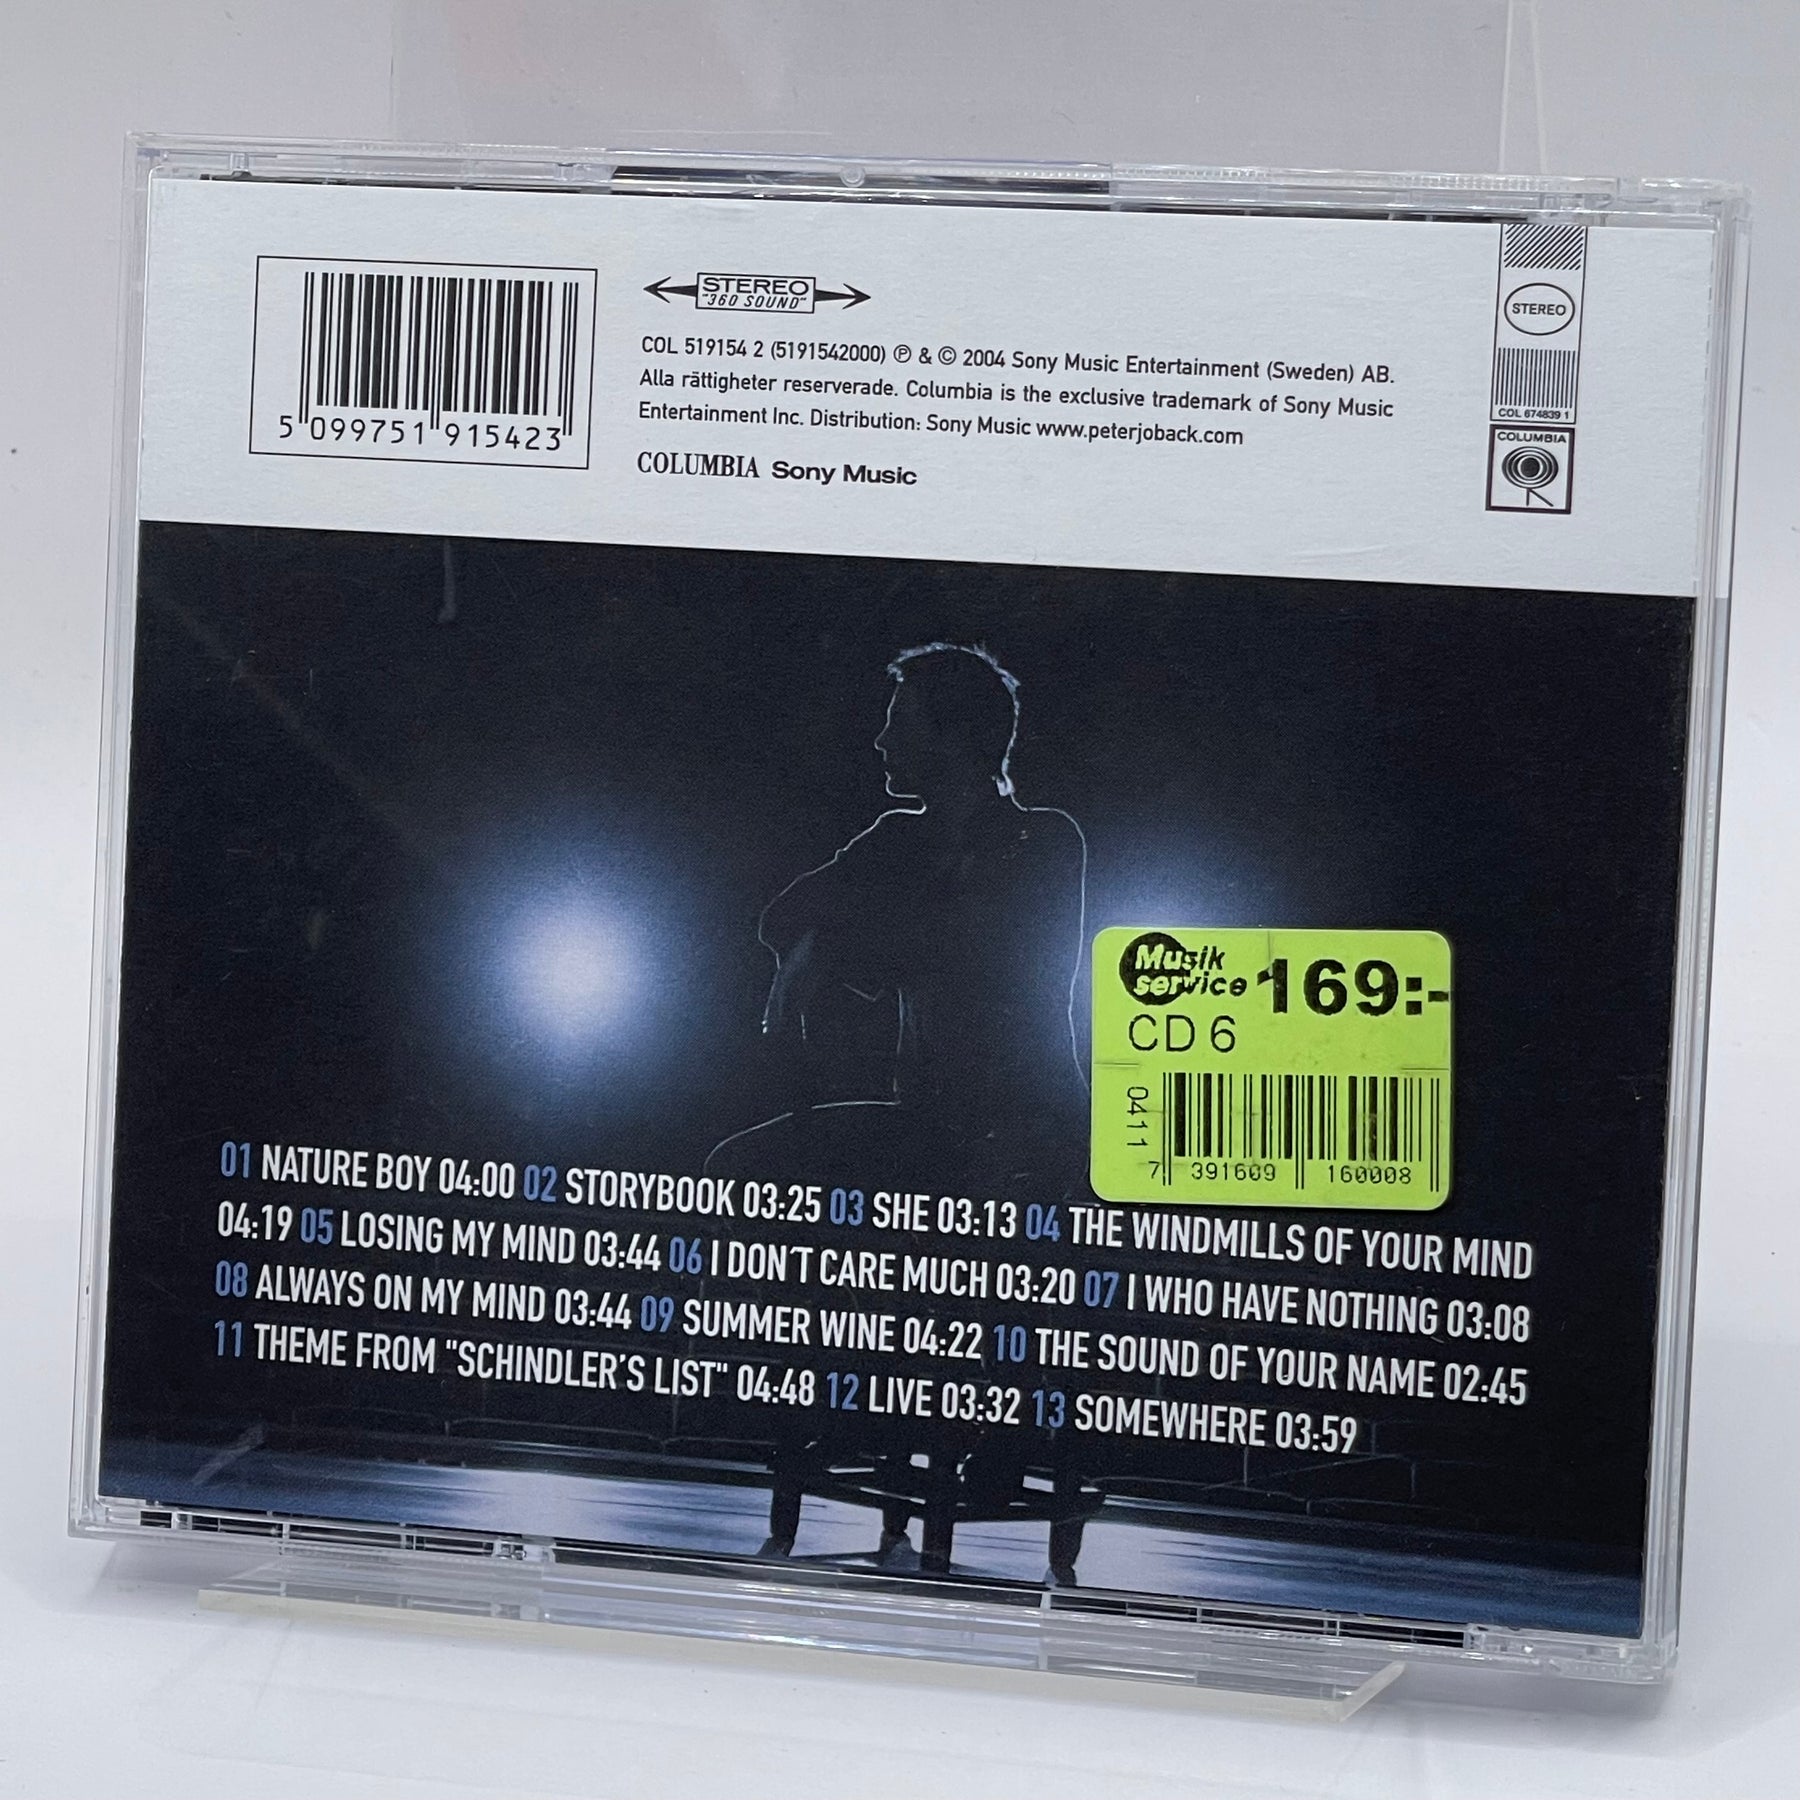 5 099751 915423
STEREO
"360 SOUND"
COL 519154 2 (5191542000) ℗ & © 2004 Sony Music Entertainment (Sweden) AB.
Alla rättigheter reserverade. Columbia is the exclusive trademark of Sony Music
Entertainment Inc. Distribution: Sony Music www.peterjoback.com
COLUMBIA Sony Music
STEREO
COL 674839 1
COLUMBIA
Musik
service
169:-
CD 6
0411
7 391609 160008
01 NATURE BOY 04:00 02 STORYBOOK 03:25 03 SHE 03:13 04 THE WINDMILLS OF YOUR MIND
04:19 05 LOSING MY MIND 03:44 06 I DON'T CARE MUCH 03:20 07 I WHO HAVE NOTHING 03:08
08 ALWAYS ON MY MIND 03:44 09 SUMMER WINE 04:22 10 THE SOUND OF YOUR NAME 02:45
11 THEME FROM "SCHINDLER'S LIST" 04:48 12 LIVE 03:32 13 SOMEWHERE 03:59